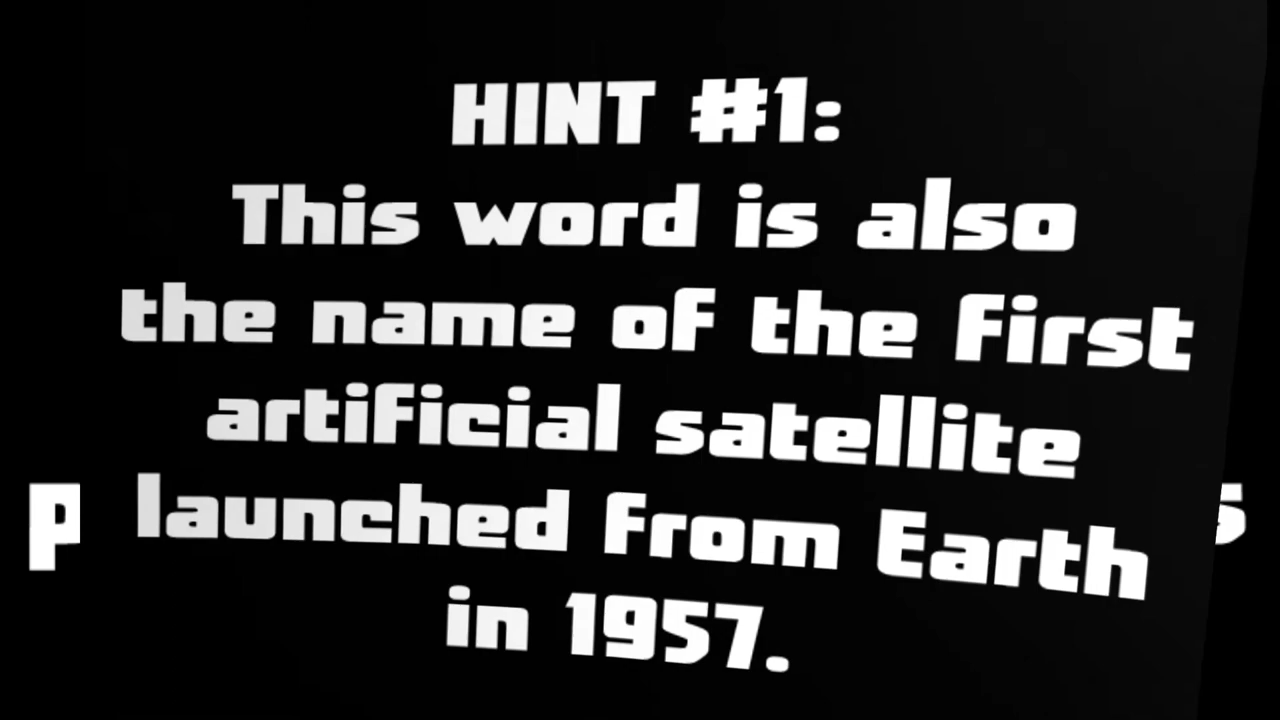 HINT #1:
This word is also
the name of the first
artificial satellite
launched from Earth
in 1957.